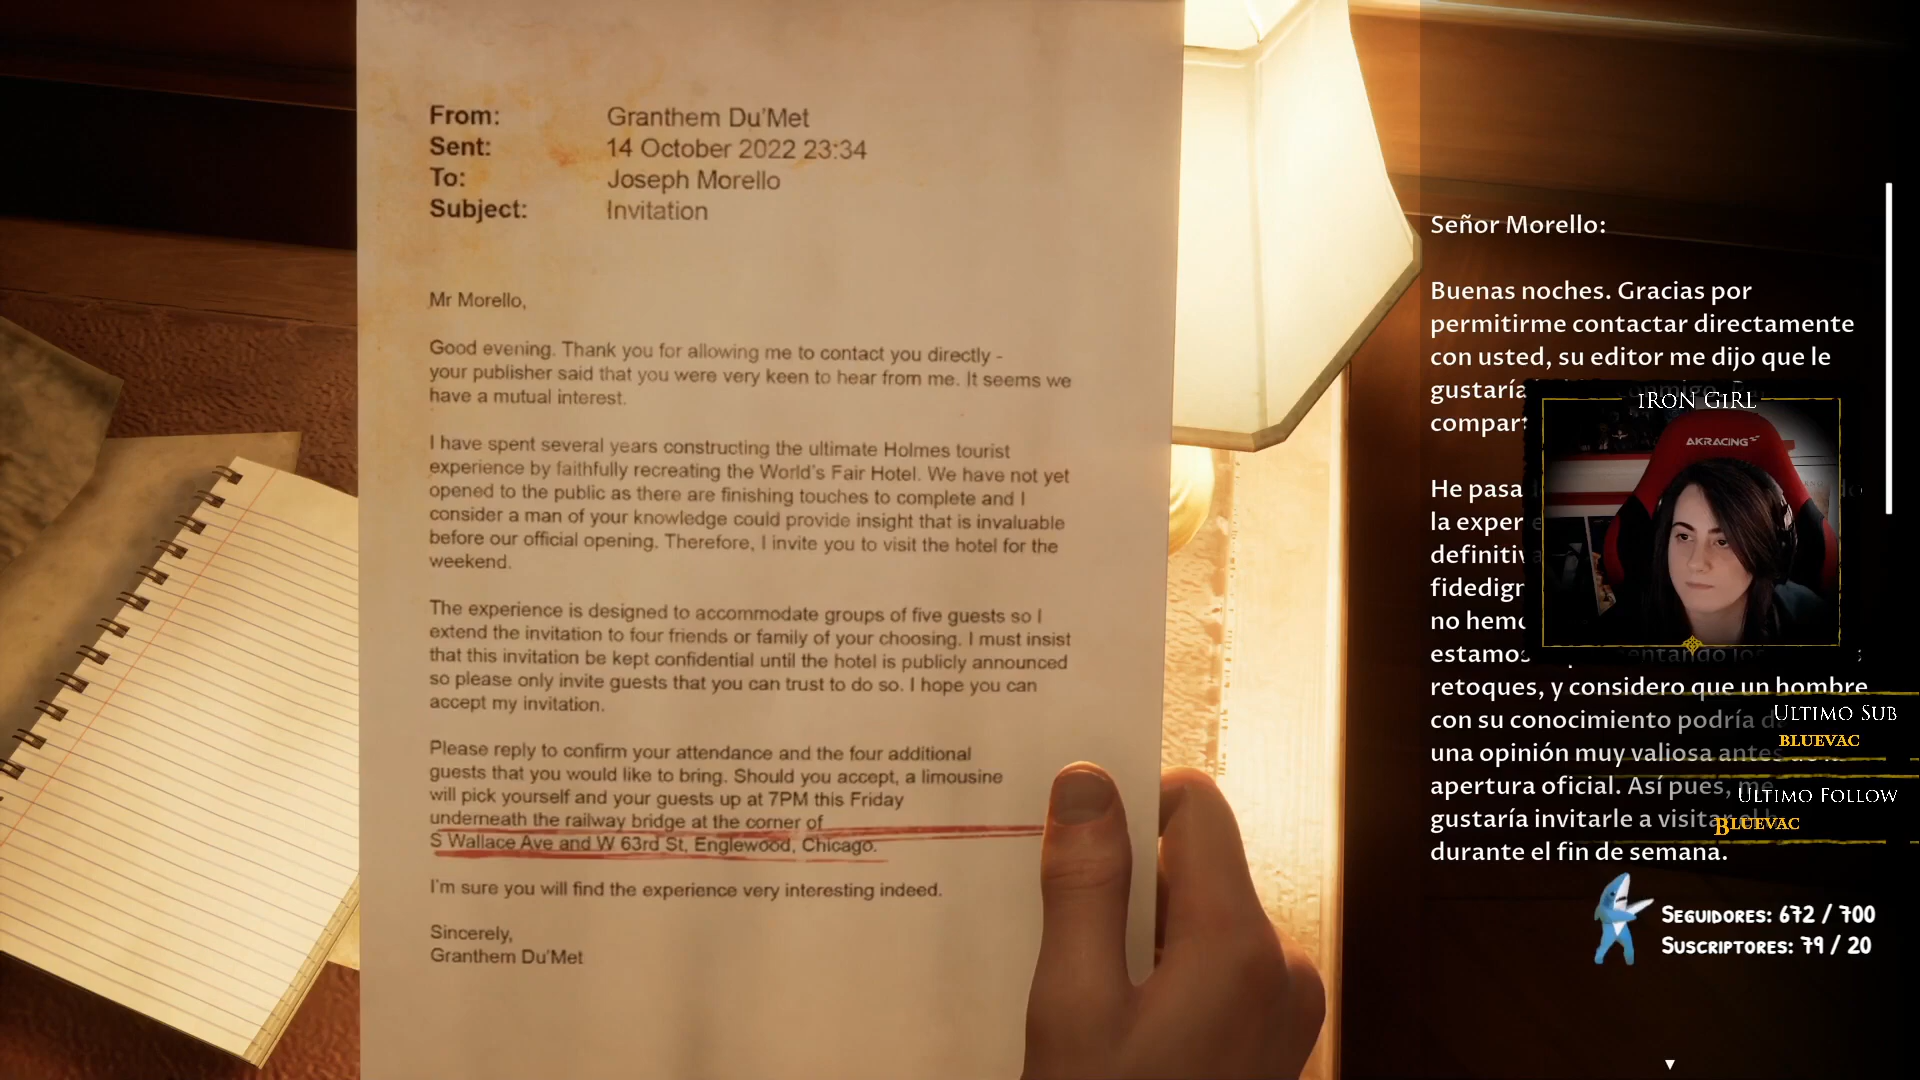 From: Granthem Du'Met
Sent: 14 October 2022 23:34
To: Joseph Morello
Subject: Invitation
Mr Morello,
Good evening. Thank you for allowing me to contact you directly -
your publisher said that you were very keen to hear from me. It seems we
have a mutual interest.
I have spent several years constructing the ultimate Holmes tourist
experience by faithfully recreating the World's Fair Hotel. We have not yet
opened to the public as there are finishing touches to complete and I
consider a man of your knowledge could provide insight that is invaluable
before our official opening. Therefore, I invite you to visit the hotel for the
weekend.
The experience is designed to accommodate groups of five guests so I
extend the invitation to four friends or family of your choosing. I must insist
that this invitation be kept confidential until the hotel is publicly announced
so please only invite guests that you can trust to do so. I hope you can
accept my invitation.
Please reply to confirm your attendance and the four additional
guests that you would like to bring. Should you accept, a limousine
will pick yourself and your guests up at 7PM this Friday
underneath the railway bridge at the corner of
S Wallace Ave and W 63rd St, Englewood, Chicago.
I'm sure you will find the experience very interesting indeed.
Sincerely,
Granthem Du'Met
Señor Morello:
Buenas noches. Gracias por
permitirme contactar directamente
con usted, su editor me dijo que le
gustaría
He
la
no
retoques, y considero que un hombre
con su conocimiento podría
una opinión muy valiosa antes
apertura oficial. Así pues, me
gustaría invitarle a visitar
durante el fin de semana.
iRON GiRL
AKRACING
ULTIMO SUB
BLUEVAC
ULTIMO FOLLOW
BLUEVAC
SEGUIDORES: 672 / 700
SUSCRIPTORES: 79 / 20